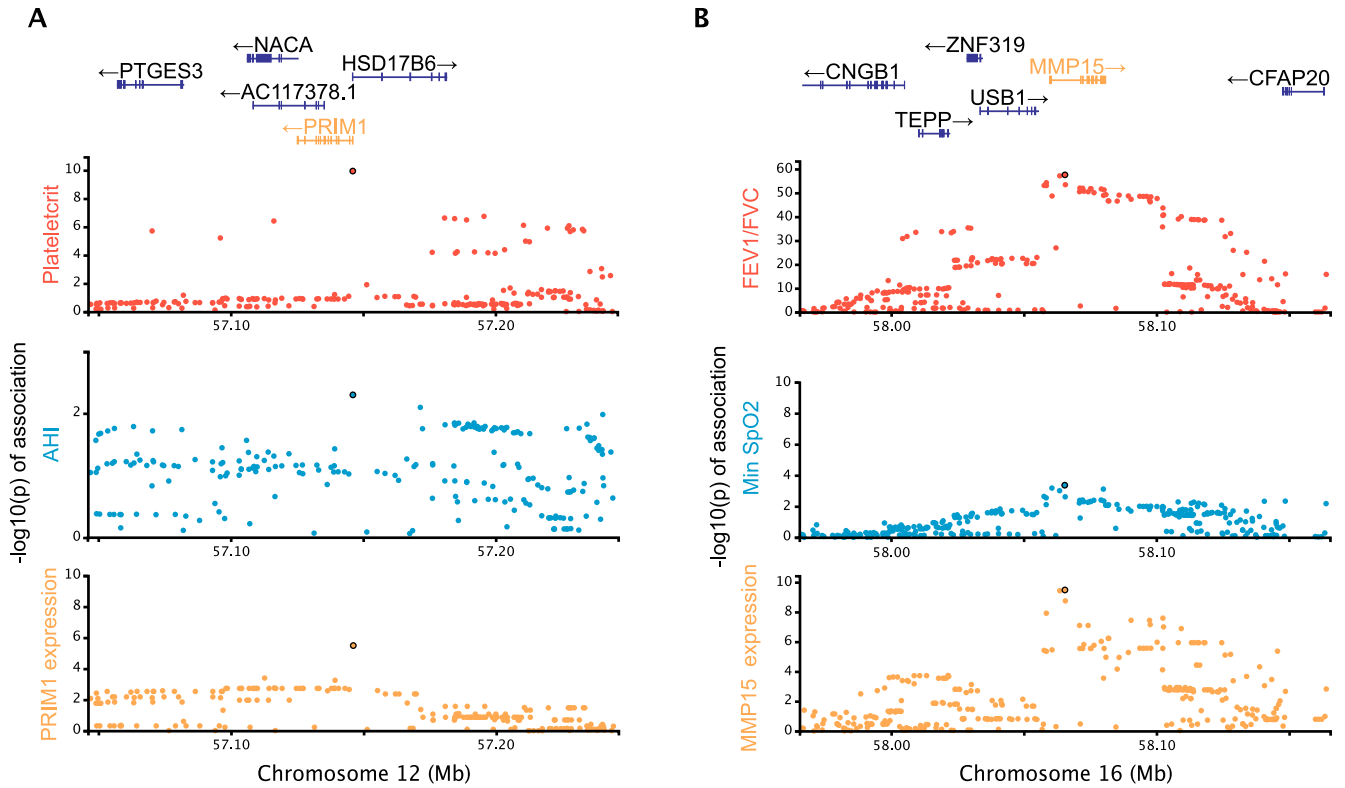 A
←NACA
←PTGES3
HSD17B6→
←AC117378.1
←PRIM1
Plateletcrit
10
8
6
4
2
0
57.10
57.20
AHI
2
0
57.10
57.20
PRIM1 expression
10
8
6
4
2
0
57.10
57.20
-log10(p) of association
Chromosome 12 (Mb)
B
←ZNF319
←CNGB1
MMP15→
←CFAP20
USB1→
TEPP→
FEV1/FVC
60
50
40
30
20
10
0
58.00
58.10
Min SpO2
10
8
6
4
2
0
58.00
58.10
MMP15 expression
10
8
6
4
2
0
58.00
58.10
-log10(p) of association
Chromosome 16 (Mb)